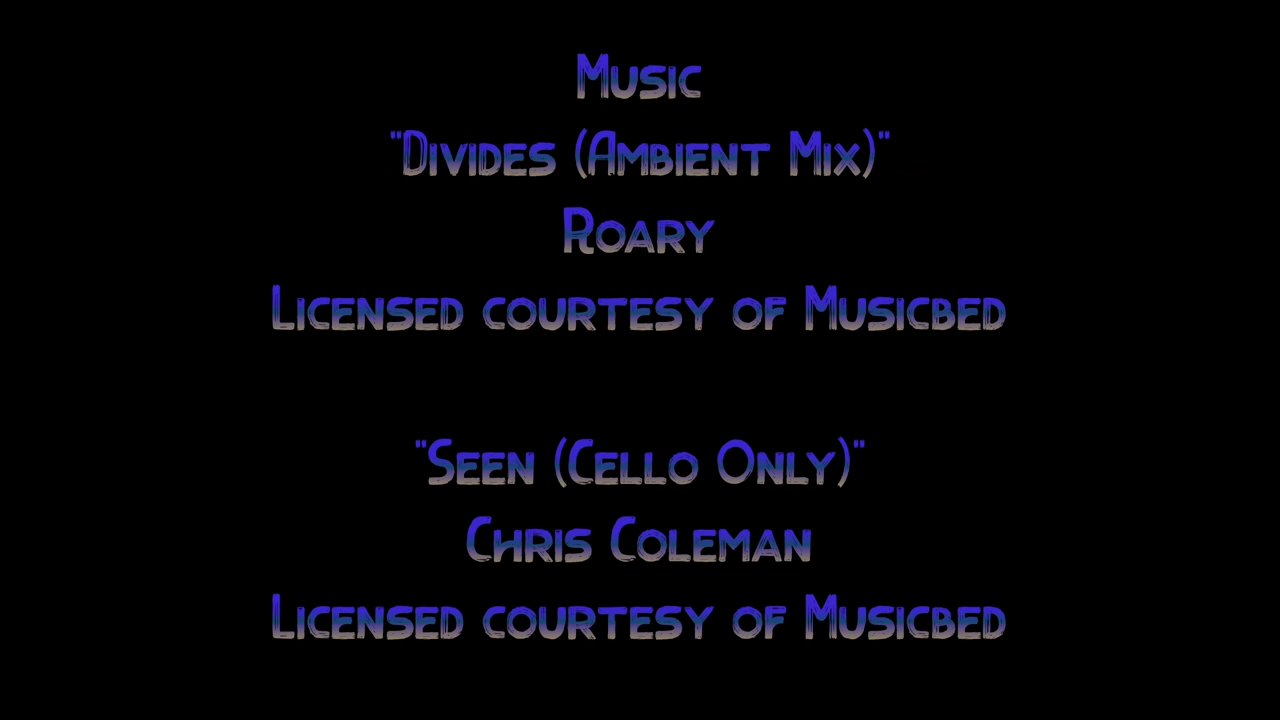 Music
"Divides (Ambient Mix)"
Roary
Licensed courtesy of Musicbed
"Seen (Cello Only)"
Chris Coleman
Licensed courtesy of Musicbed